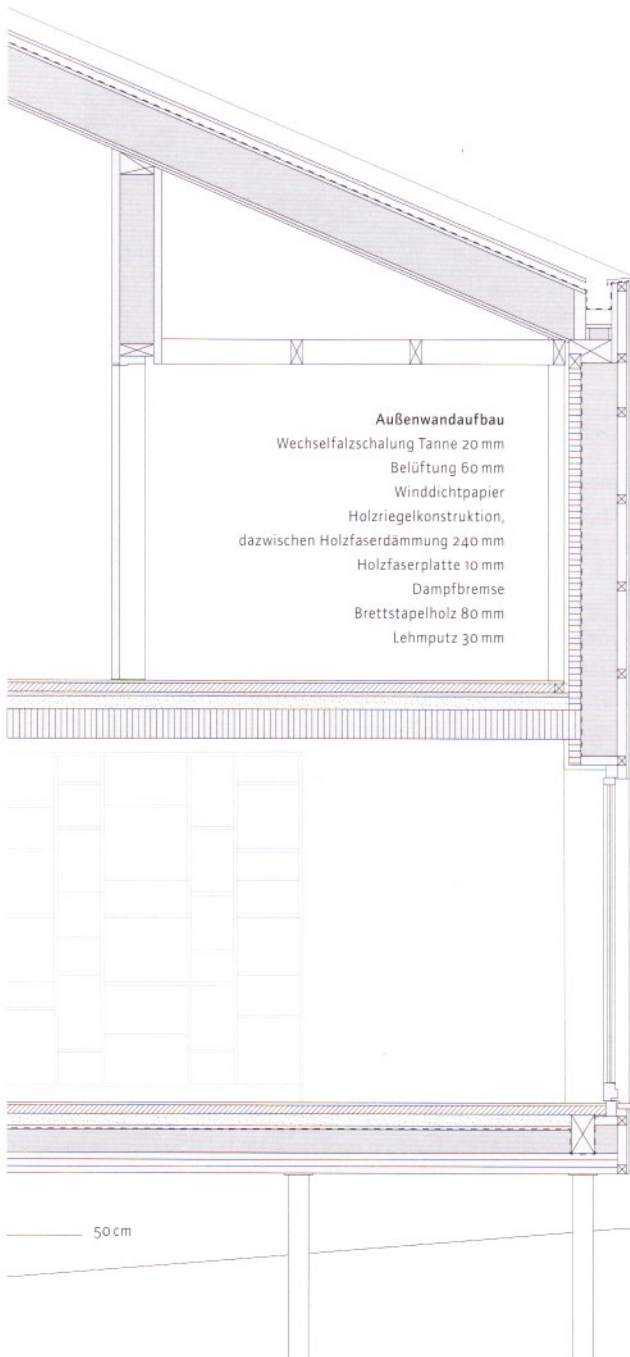 Außenwandaufbau
Wechselfalzschalung Tanne 20 mm
Belüftung 60 mm
Winddichtpapier
Holzriegelkonstruktion,
dazwischen Holzfaserdämmung 240 mm
Holzfaserplatte 10 mm
Dampfbremse
Brettstapelholz 80 mm
Lehmputz 30 mm
50 cm